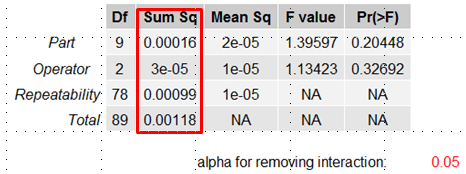 Df Sum Sq Mean Sq F value Pr(>F)
Part 9 0.00016 2e-05 1.39597 0.20448
Operator 2 3e-05 1e-05 1.13423 0.32692
Repeatability 78 0.00099 1e-05 NA NA
Total 89 0.00118 NA NA NA
alpha for removing interaction: 0.05